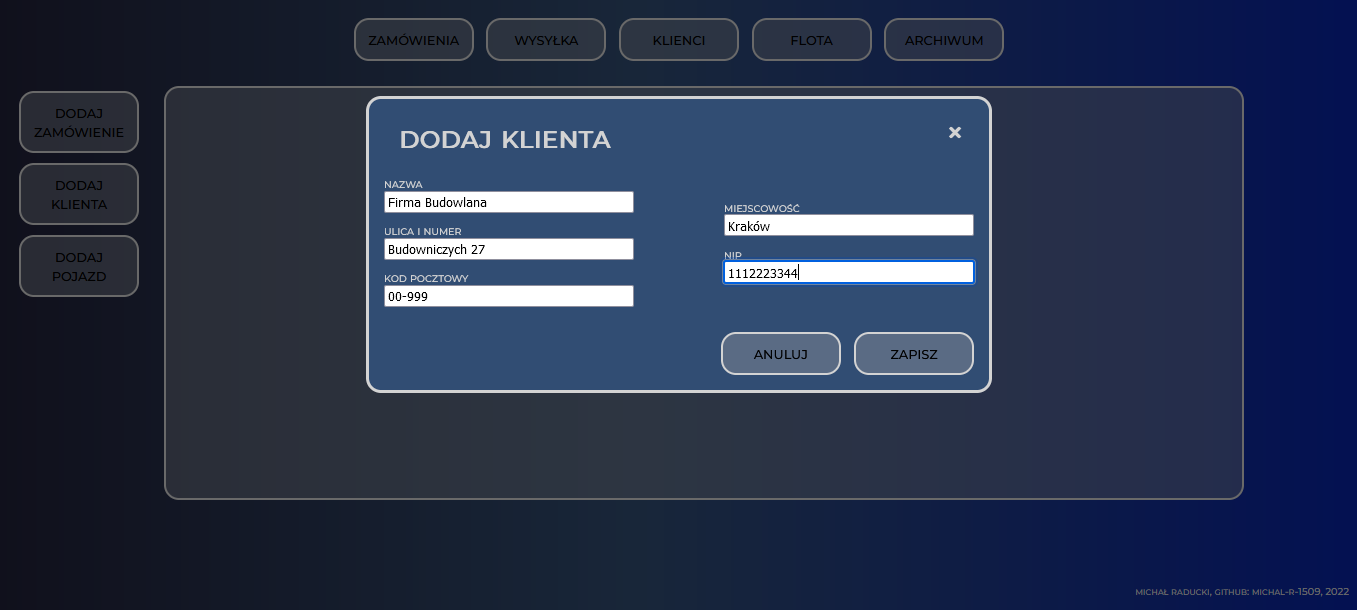 ZAMÓWIENIA
WYSYŁKA
KLIENCI
FLOTA
ARCHIWUM
DODAJ
ZAMÓWIENIE
DODAJ
KLIENTA
DODAJ
POJAZD
DODAJ KLIENTA
×
NAZWA
Firma Budowlana
ULICA I NUMER
Budowniczych 27
KOD POCZTOWY
00-999
MIEJSCOWOŚĆ
Kraków
NIP
1112223344
ANULUJ
ZAPISZ
MICHAŁ RADUCKI, GITHUB: MICHAL-R-1509, 2022